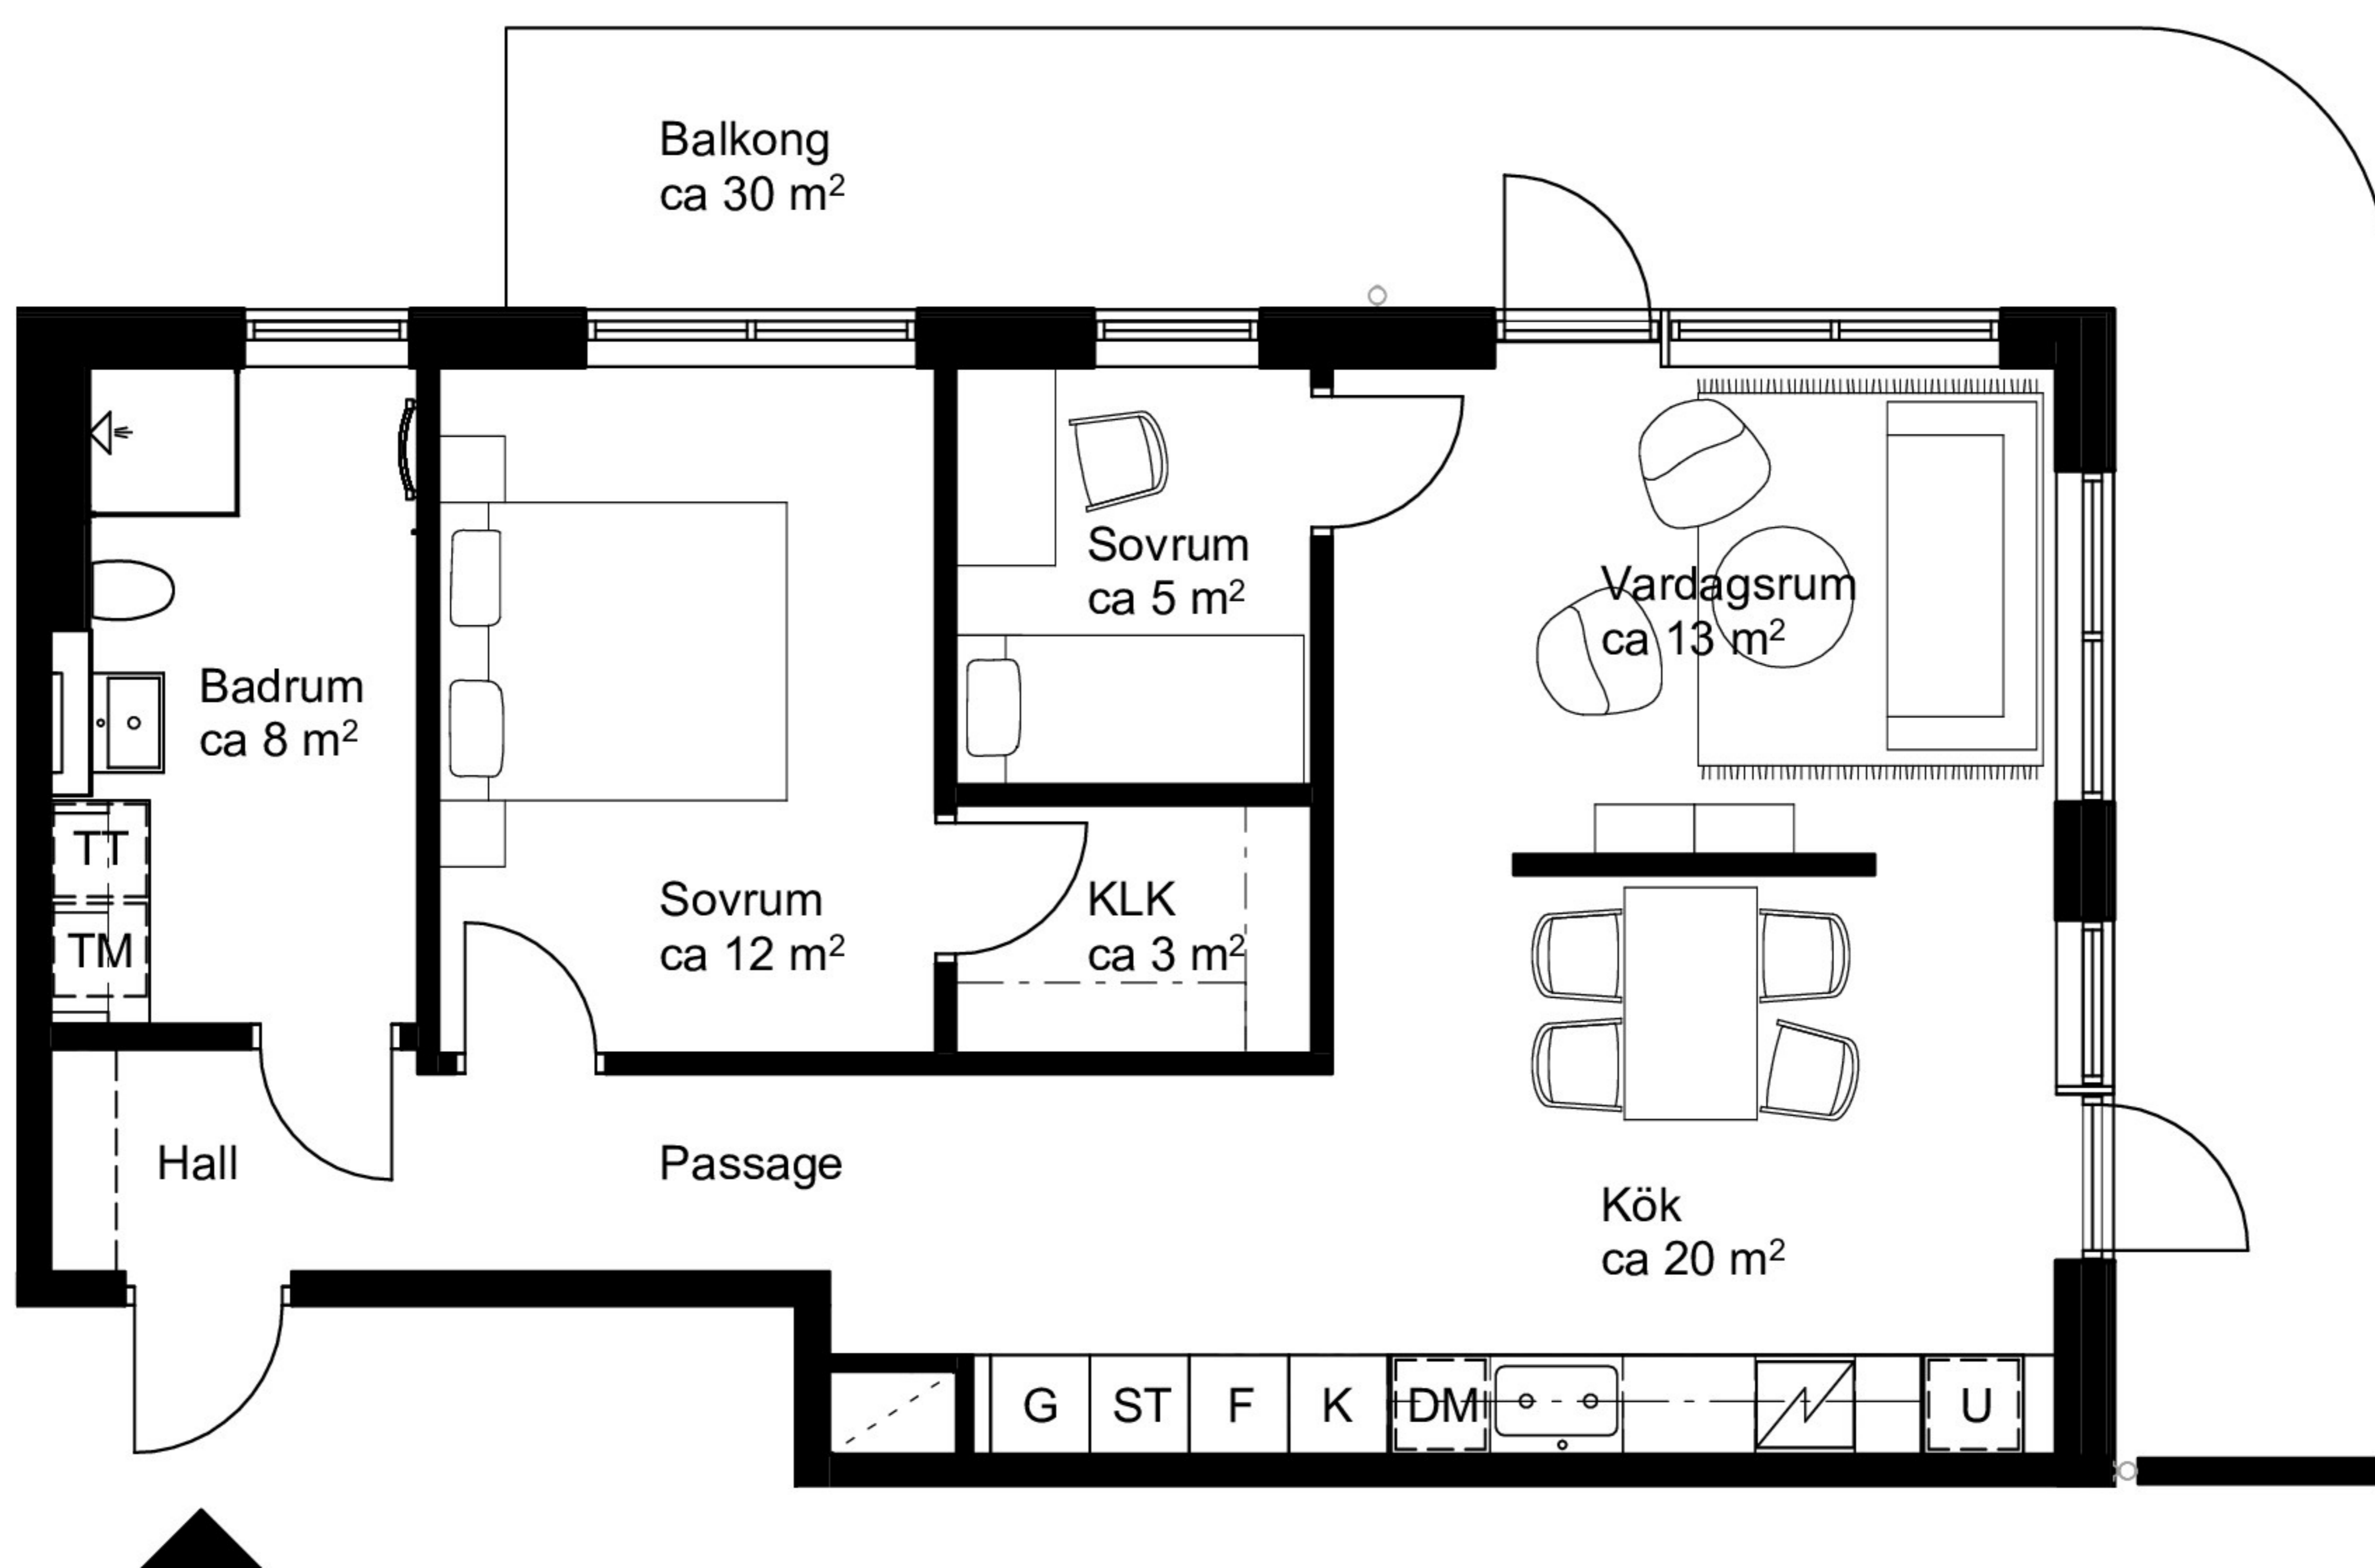 Balkong
ca 30 m²
Sovrum
ca 5 m²
Vardagsrum
ca 13 m²
Badrum
ca 8 m²
TT
TM
Sovrum
ca 12 m²
KLK
ca 3 m²
Hall
Passage
Kök
ca 20 m²
G ST F K DM U